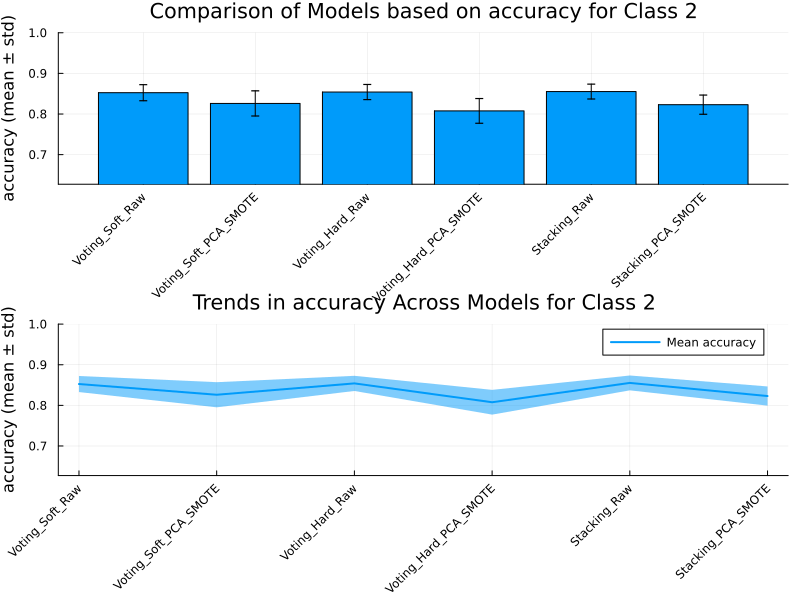 Comparison of Models based on accuracy for Class 2
accuracy (mean ± std)
1.0
0.9
0.8
0.7
Voting_Soft_Raw
Voting_Soft_PCA_SMOTE
Voting_Hard_Raw
Voting_Hard_PCA_SMOTE
Stacking_Raw
Stacking_PCA_SMOTE
Trends in accuracy Across Models for Class 2
accuracy (mean ± std)
1.0
0.9
0.8
0.7
Mean accuracy
Voting_Soft_Raw
Voting_Soft_PCA_SMOTE
Voting_Hard_Raw
Voting_Hard_PCA_SMOTE
Stacking_Raw
Stacking_PCA_SMOTE